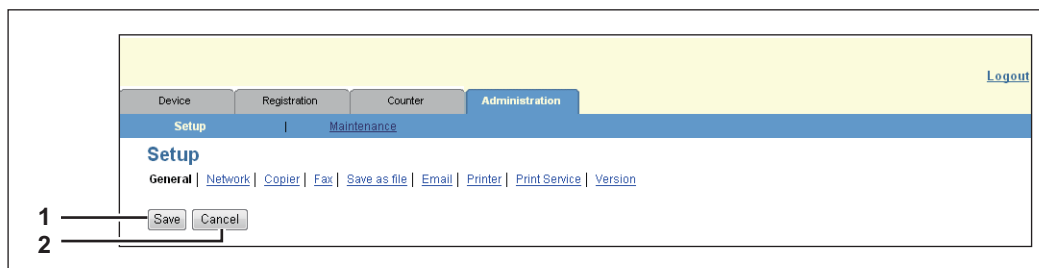 Logout
Device Registration Counter Administration
Setup | Maintenance
Setup
General | Network | Copier | Fax | Save as file | Email | Printer | Print Service | Version
1 Save Cancel
2